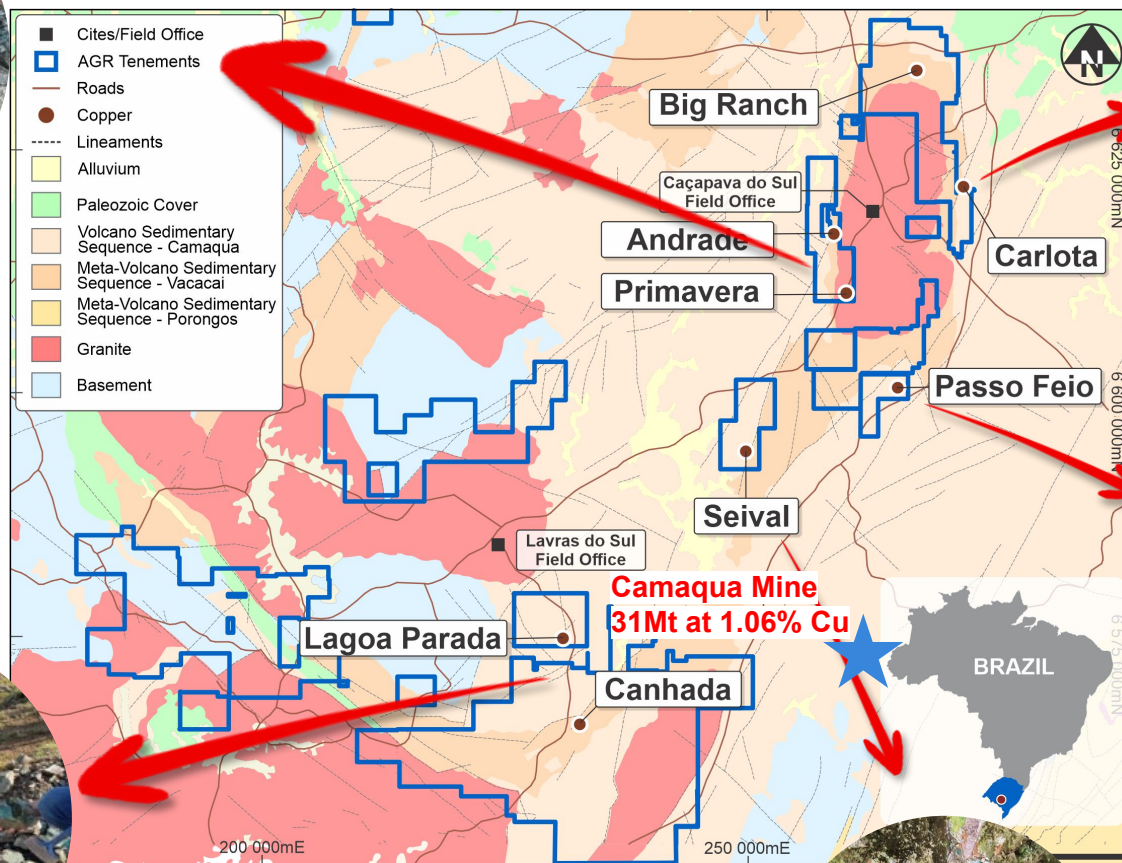 Cites/Field Office
AGR Tenements
Roads
Copper
Lineaments
Alluvium
Paleozoic Cover
Volcano Sedimentary
Sequence - Camaqua
Meta-Volcano Sedimentary
Sequence - Vacacai
Meta-Volcano Sedimentary
Sequence - Porongos
Granite
Basement
N
Big Ranch
6 625 000mN
Caçapava do Sul
Field Office
Andrade
Carlota
Primavera
Passo Feio
6 600 000mN
Seival
Lavras do Sul
Field Office
Camaqua Mine
31Mt at 1.06% Cu
Lagoa Parada
Canhada
BRAZIL
6 575 000mN
200 000mE
250 000mE